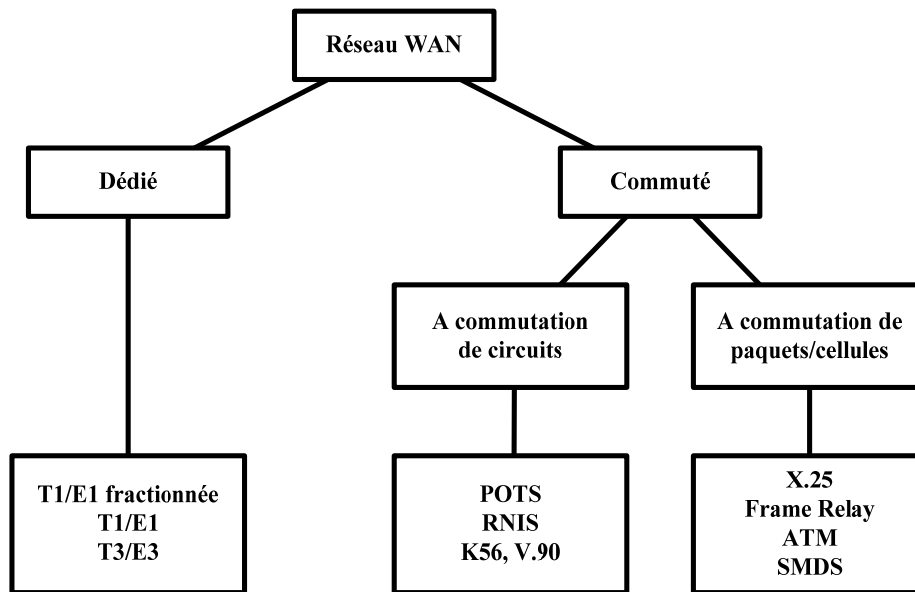 Réseau WAN
Dédié
Commuté
A commutation
de circuits
A commutation de
paquets/cellules
T1/E1 fractionnée
T1/E1
T3/E3
POTS
RNIS
K56, V.90
X.25
Frame Relay
ATM
SMDS